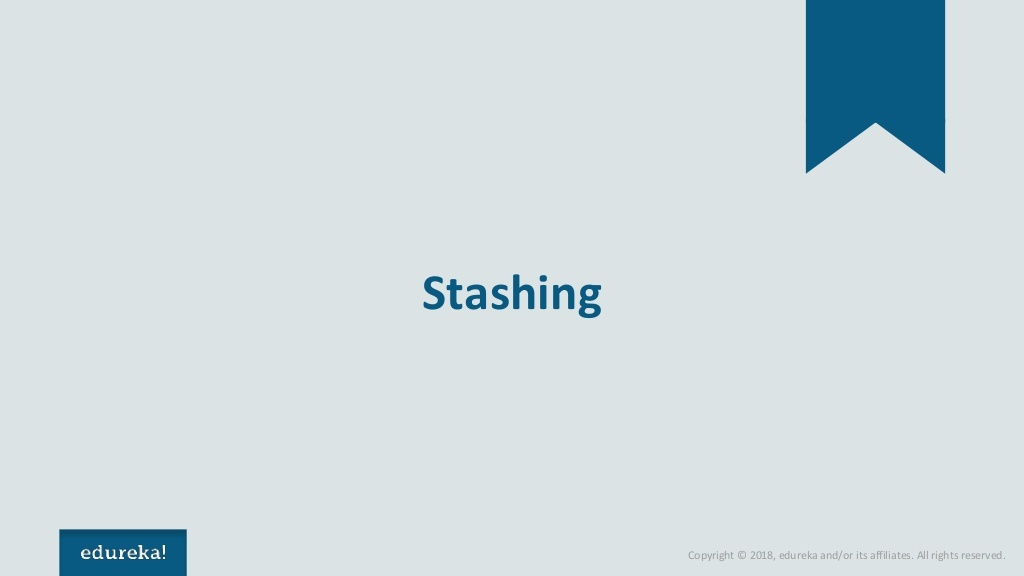 Stashing
edureka!
Copyright © 2018, edureka and/or its affiliates. All rights reserved.